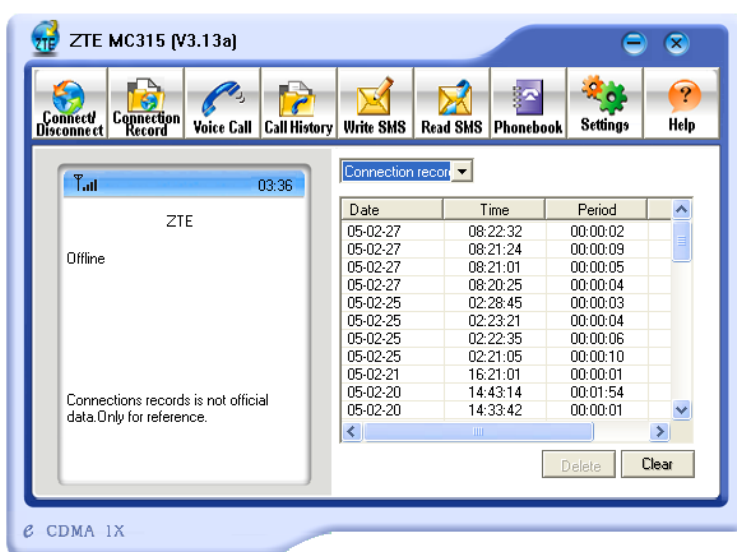 ZTE MC315 (V3.13a)
Connect/ Disconnect
Connection Record
Voice Call
Call History
Write SMS
Read SMS
Phonebook
Settings
Help
03:36
ZTE
Offline
Connections records is not official
data.Only for reference.
Connection recor
Date Time Period
05-02-27 08:22:32 00:00:02
05-02-27 08:21:24 00:00:09
05-02-27 08:21:01 00:00:05
05-02-27 08:20:25 00:00:04
05-02-25 02:28:45 00:00:03
05-02-25 02:23:21 00:00:04
05-02-25 02:22:35 00:00:06
05-02-25 02:21:05 00:00:10
05-02-21 16:21:01 00:00:01
05-02-20 14:43:14 00:01:54
05-02-20 14:33:42 00:00:01
Delete Clear
e CDMA 1X